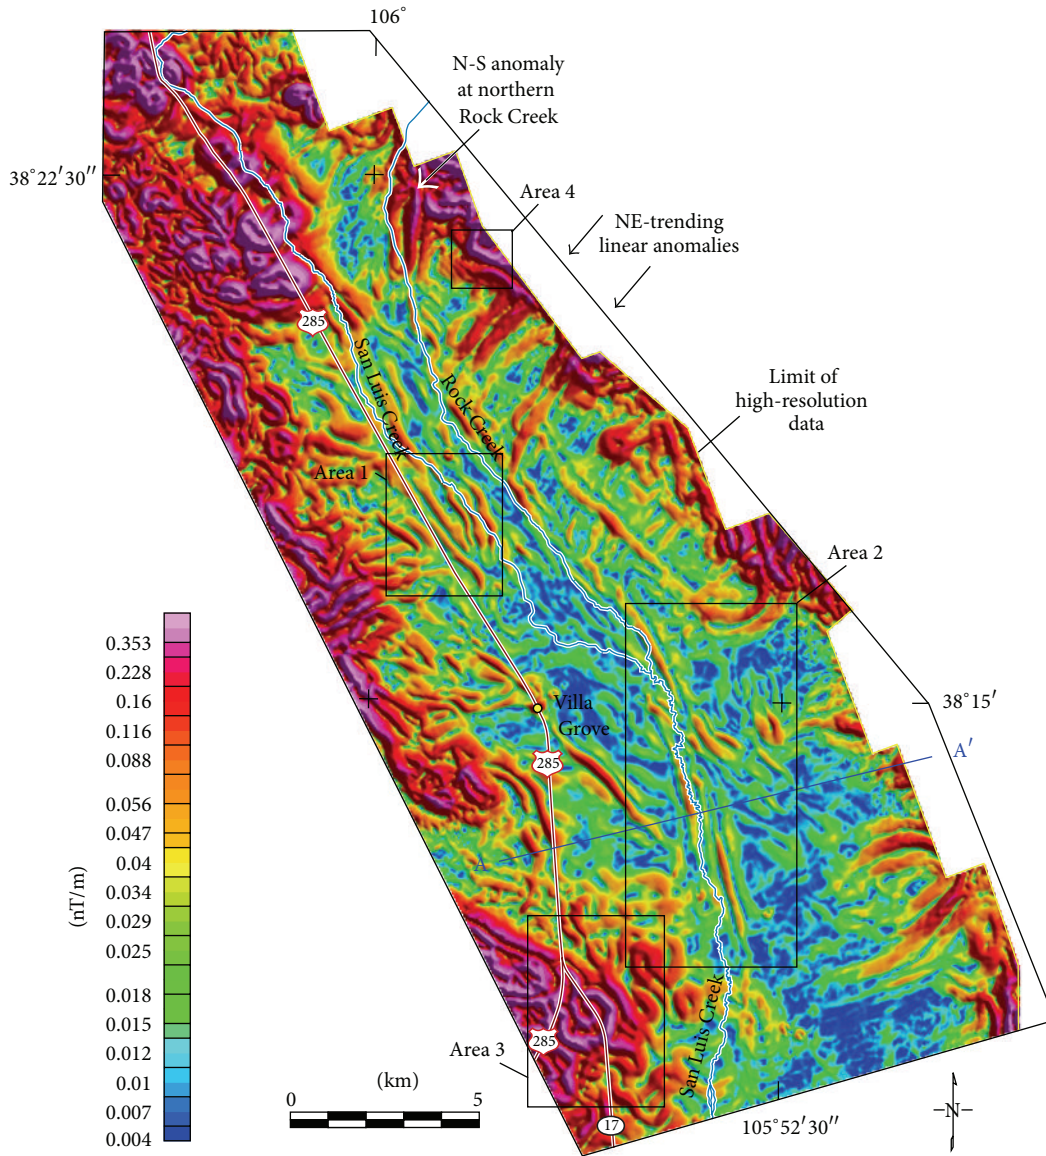 106°
N-S anomaly
at northern
Rock Creek
38°22′30″
Area 4
NE-trending
linear anomalies
285
San Luis Creek
Rock Creek
Limit of
high-resolution
data
Area 1
Area 2
0.353
0.228
0.16
0.116
0.088
0.056
0.047
0.04
0.034
0.029
0.025
0.018
0.015
0.012
0.01
0.007
0.004
(nT/m)
Villa
Grove
38°15′
285
A′
A
San Luis Creek
285
Area 3
(km)
0
5
17
105°52′30″
N